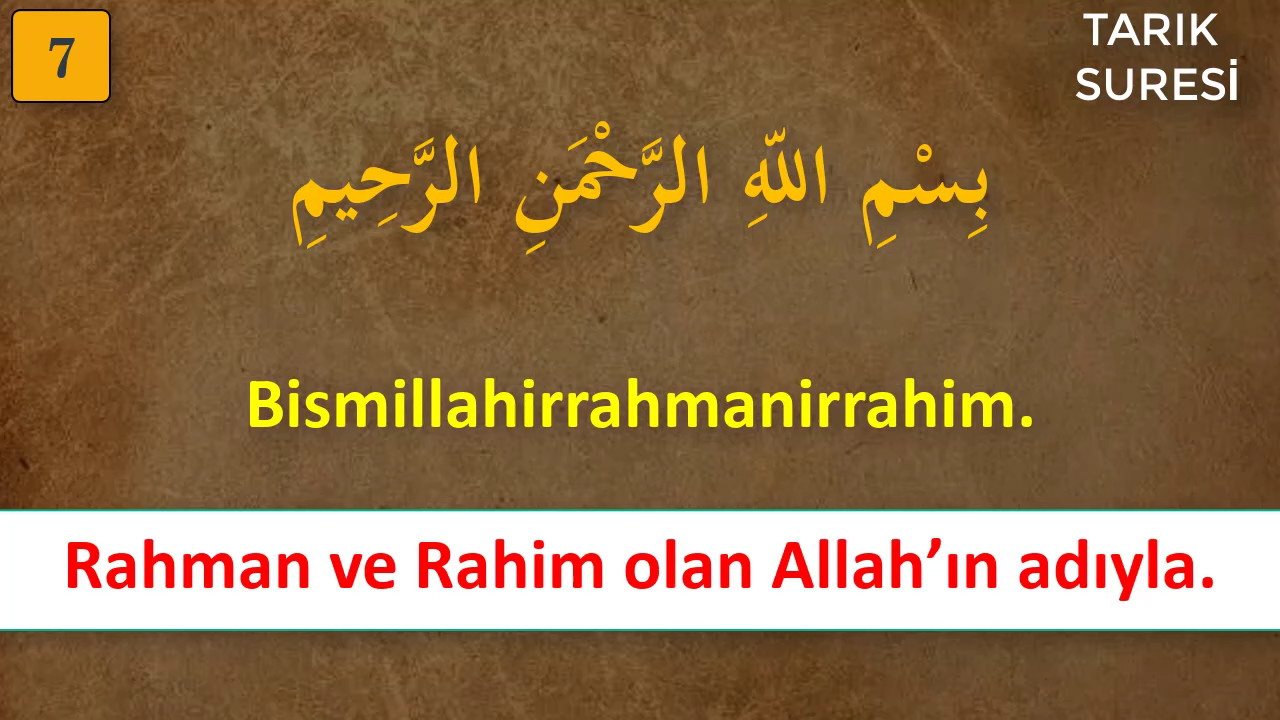 7
TARIK
SURESİ
بِسْمِ اللّهِ الرَّحْمَنِ الرَّحِيمِ
Bismillahirrahmanirrahim.
Rahman ve Rahim olan Allah’ın adıyla.